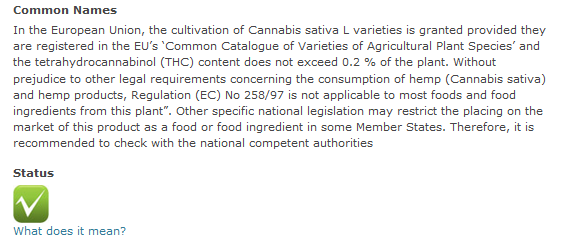 Common Names
In the European Union, the cultivation of Cannabis sativa L varieties is granted provided they
are registered in the EU's 'Common Catalogue of Varieties of Agricultural Plant Species' and
the tetrahydrocannabinol (THC) content does not exceed 0.2 % of the plant. Without
prejudice to other legal requirements concerning the consumption of hemp (Cannabis sativa)
and hemp products, Regulation (EC) No 258/97 is not applicable to most foods and food
ingredients from this plant". Other specific national legislation may restrict the placing on the
market of this product as a food or food ingredient in some Member States. Therefore, it is
recommended to check with the national competent authorities
Status
What does it mean?